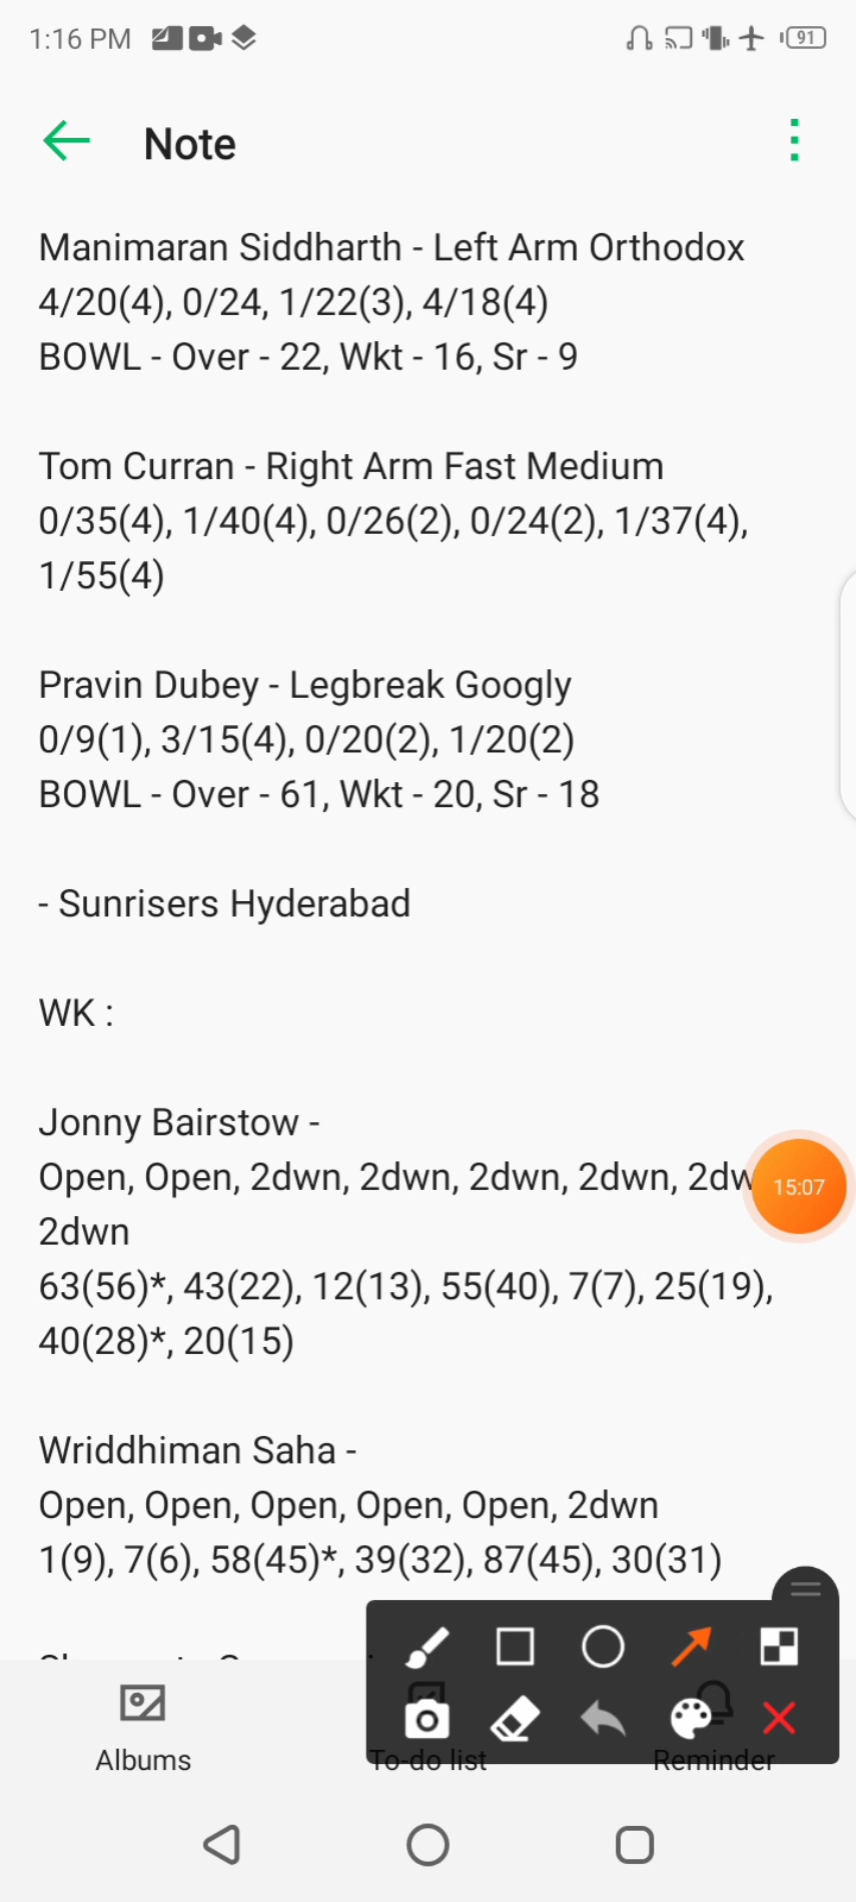 1:16 PM 91
Note
Manimaran Siddharth - Left Arm Orthodox
4/20(4), 0/24, 1/22(3), 4/18(4)
BOWL - Over - 22, Wkt - 16, Sr - 9
Tom Curran - Right Arm Fast Medium
0/35(4), 1/40(4), 0/26(2), 0/24(2), 1/37(4),
1/55(4)
Pravin Dubey - Legbreak Googly
0/9(1), 3/15(4), 0/20(2), 1/20(2)
BOWL - Over - 61, Wkt - 20, Sr - 18
- Sunrisers Hyderabad
WK :
Jonny Bairstow -
Open, Open, 2dwn, 2dwn, 2dwn, 2dwn, 2dw
15:07
2dwn
63(56)*, 43(22), 12(13), 55(40), 7(7), 25(19),
40(28)*, 20(15)
Wriddhiman Saha -
Open, Open, Open, Open, Open, 2dwn
1(9), 7(6), 58(45)*, 39(32), 87(45), 30(31)
Albums To-do list Reminder